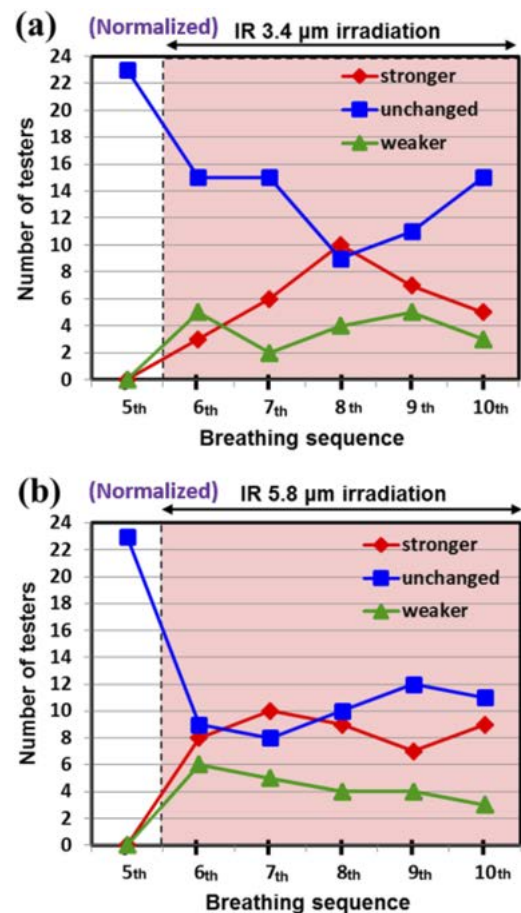 (a)
(Normalized) IR 3.4 µm irradiation
24
22
20
18
16
14
12
10
8
6
4
2
0
Number of testers
stronger
unchanged
weaker
5th 6th 7th 8th 9th 10th
Breathing sequence
(b)
(Normalized) IR 5.8 µm irradiation
24
22
20
18
16
14
12
10
8
6
4
2
0
Number of testers
stronger
unchanged
weaker
5th 6th 7th 8th 9th 10th
Breathing sequence